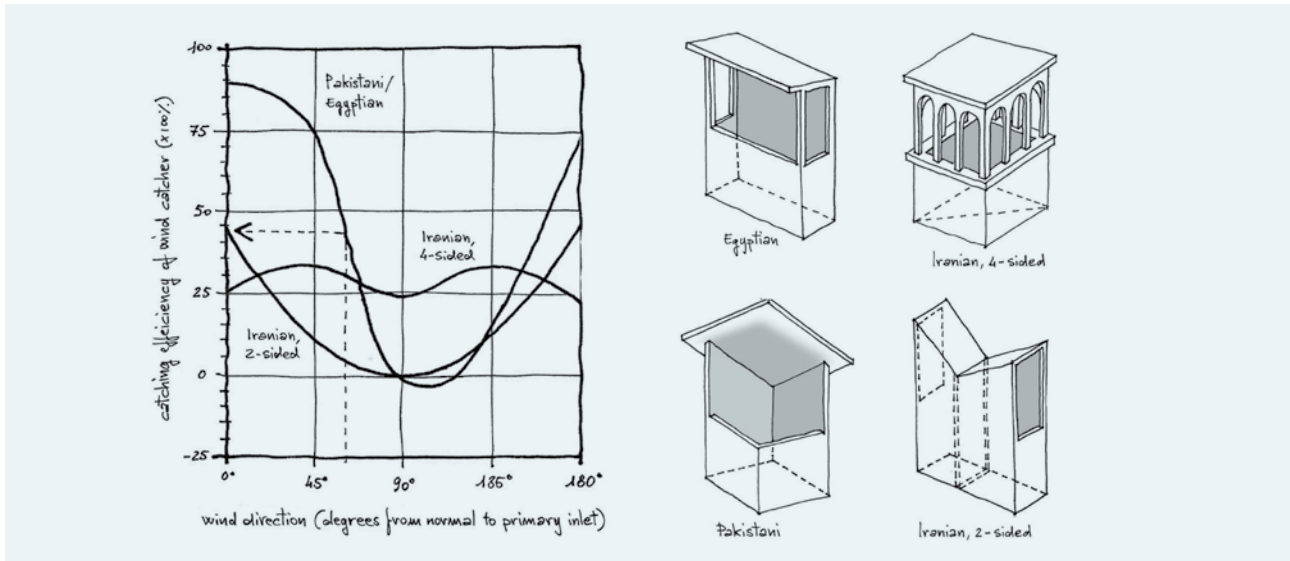 100
75
50
25
0
-25
0°
45°
90°
135°
180°
catching effeiciency of wind catcher (x100%)
wind direction (degrees from normal to primary inlet)
Pakistani/
Egyptian
Iranian,
4-sided
Iranian,
2-sided
Egyptian
Iranian, 4-sided
Pakistani
Iranian, 2-sided